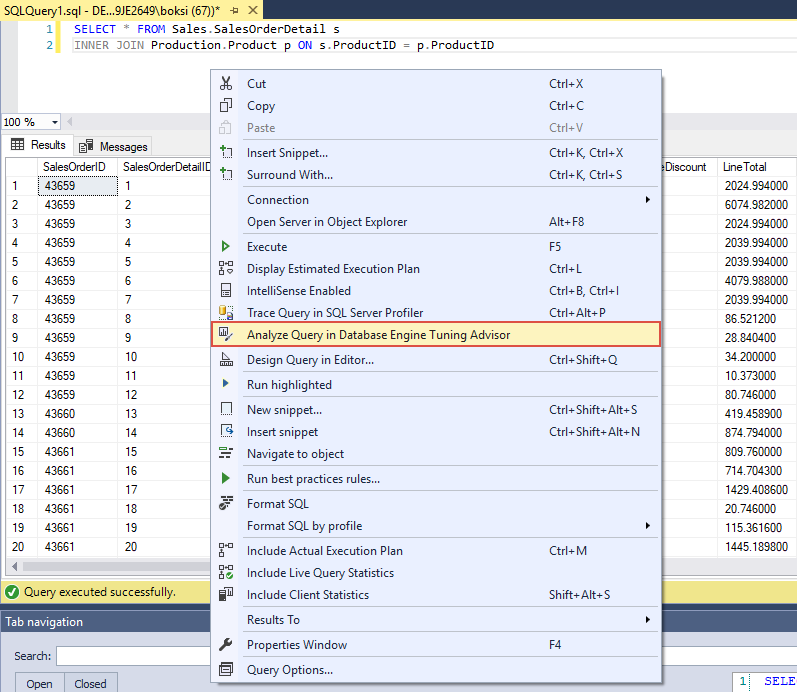 SQLQuery1.sql - DE...9JE2649\boksi (67))*
1 SELECT * FROM Sales.SalesOrderDetail s
2 INNER JOIN Production.Product p ON s.ProductID = p.ProductID
100 %
Results Messages
SalesOrderID SalesOrderDetailID eDiscount LineTotal
1 43659 1 2024.994000
2 43659 2 6074.982000
3 43659 3 2024.994000
4 43659 4 2039.994000
5 43659 5 2039.994000
6 43659 6 4079.988000
7 43659 7 2039.994000
8 43659 8 86.521200
9 43659 9 28.840400
10 43659 10 34.200000
11 43659 11 10.373000
12 43659 12 80.746000
13 43660 13 419.458900
14 43660 14 874.794000
15 43661 15 809.760000
16 43661 16 714.704300
17 43661 17 1429.408600
18 43661 18 20.746000
19 43661 19 115.361600
20 43661 20 1445.189800
Cut Ctrl+X
Copy Ctrl+C
Paste Ctrl+V
Insert Snippet... Ctrl+K, Ctrl+X
Surround With... Ctrl+K, Ctrl+S
Connection
Open Server in Object Explorer Alt+F8
Execute F5
Display Estimated Execution Plan Ctrl+L
IntelliSense Enabled Ctrl+B, Ctrl+I
Trace Query in SQL Server Profiler Ctrl+Alt+P
Analyze Query in Database Engine Tuning Advisor
Design Query in Editor... Ctrl+Shift+Q
Run highlighted
New snippet... Ctrl+Shift+Alt+S
Insert snippet Ctrl+Shift+Alt+N
Navigate to object
Run best practices rules...
Format SQL
Format SQL by profile
Include Actual Execution Plan Ctrl+M
Include Live Query Statistics
Include Client Statistics Shift+Alt+S
Results To
Properties Window F4
Query Options...
Query executed successfully.
Tab navigation
Search:
Open Closed
1 SELE